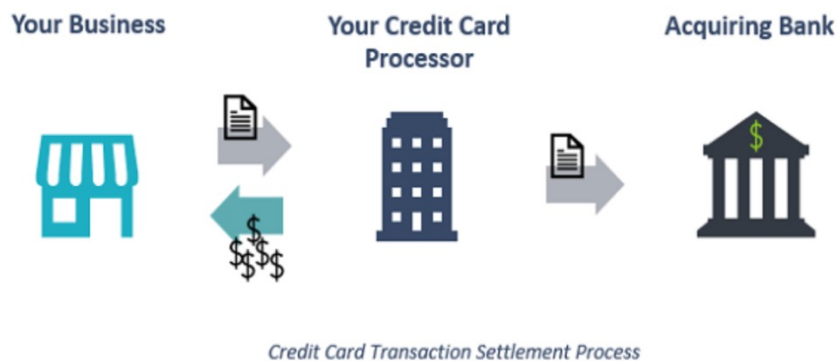 Your Business
Your Credit Card
Processor
Acquiring Bank
$
$
$ $
$ $
Credit Card Transaction Settlement Process